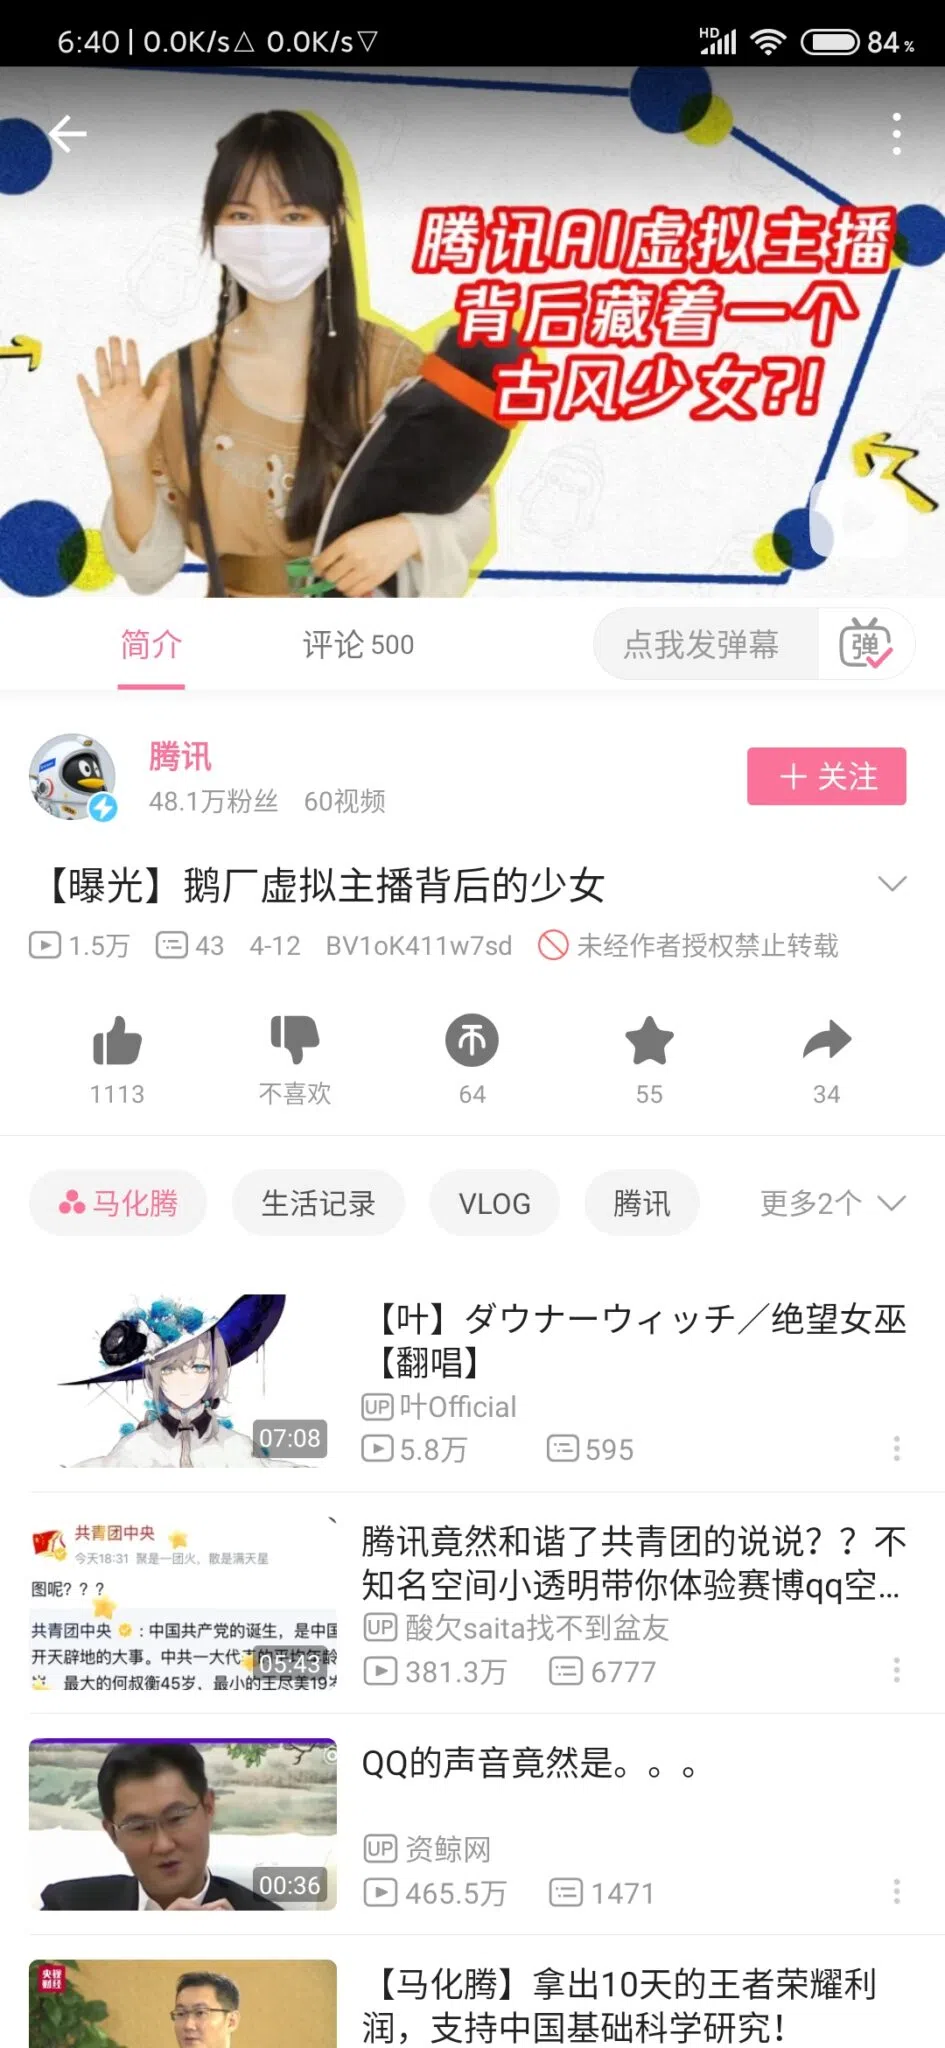 6:40 | 0.0K/s△ 0.0K/s▽
HD
84%
腾讯AI虚拟主播
背后藏着一个
古风少女?!
简介
评论 500
点我发弹幕
弹
腾讯
48.1万粉丝 60视频
+ 关注
【曝光】鹅厂虚拟主播背后的少女
1.5万 43 4-12 BV1oK411w7sd 未经作者授权禁止转载
1113 不喜欢 64 55 34
马化腾 生活记录 VLOG 腾讯 更多2个
07:08
【叶】ダウナーウィッチ／绝望女巫
【翻唱】
UP 叶Official
5.8万 595
共青团中央
今天18:31 聚是一团火，散是满天星
图呢？？？
共青团中央：中国共产党的诞生，是中国
开天辟地的大事。中共一大代表的平均年龄
最大的何叔衡45岁，最小的王尽美19岁
05:43
腾讯竟然和谐了共青团的说说？？不
知名空间小透明带你体验赛博qq空...
UP 酸欠saita找不到盆友
381.3万 6777
00:36
QQ的声音竟然是。。。
UP 资鲸网
465.5万 1471
央视
财经
【马化腾】拿出10天的王者荣耀利
润，支持中国基础科学研究！